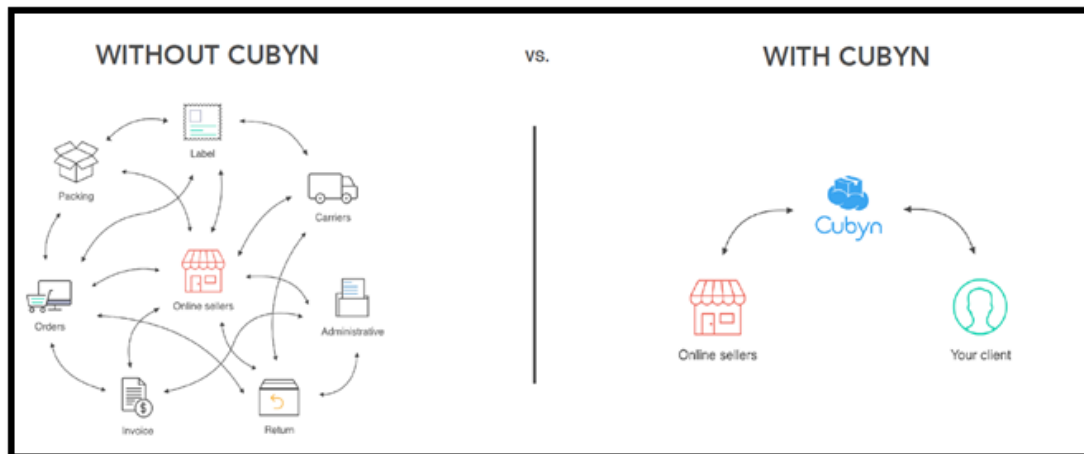 WITHOUT CUBYN
vs.
WITH CUBYN
Label
Packing
Carriers
Online sellers
Orders
Administrative
Invoice
Return
Cubyn
Online sellers
Your client